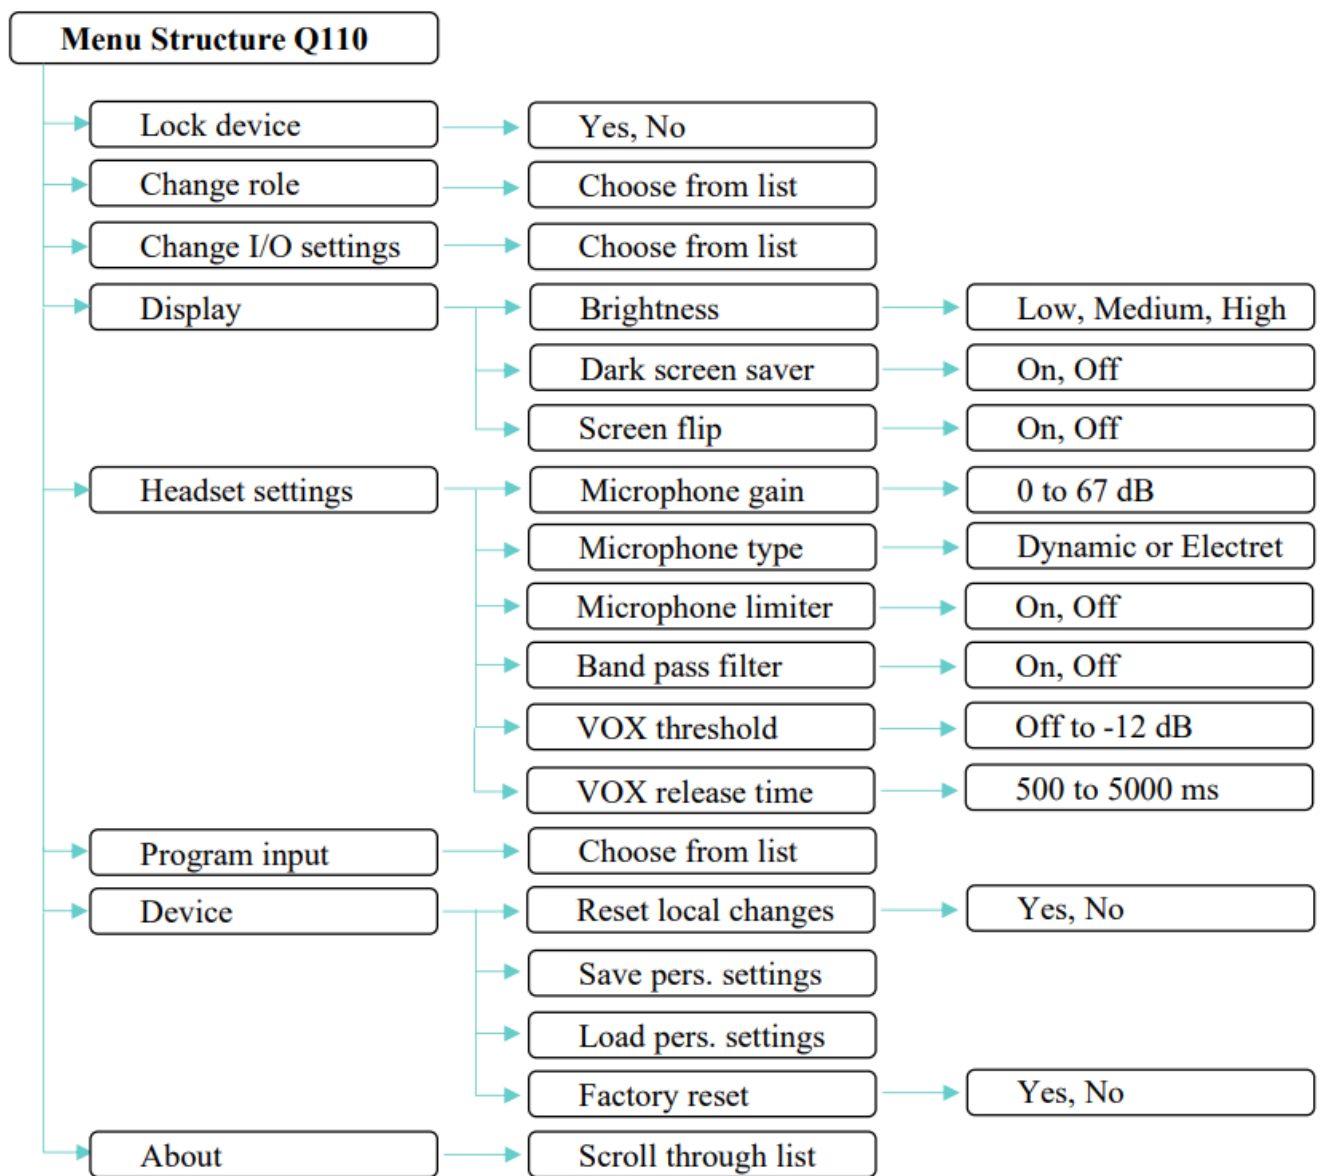 Menu Structure Q110
Lock device
Yes, No
Change role
Choose from list
Change I/O settings
Choose from list
Display
Brightness
Low, Medium, High
Dark screen saver
On, Off
Screen flip
On, Off
Headset settings
Microphone gain
0 to 67 dB
Microphone type
Dynamic or Electret
Microphone limiter
On, Off
Band pass filter
On, Off
VOX threshold
Off to -12 dB
VOX release time
500 to 5000 ms
Program input
Choose from list
Device
Reset local changes
Yes, No
Save pers. settings
Load pers. settings
Factory reset
Yes, No
About
Scroll through list